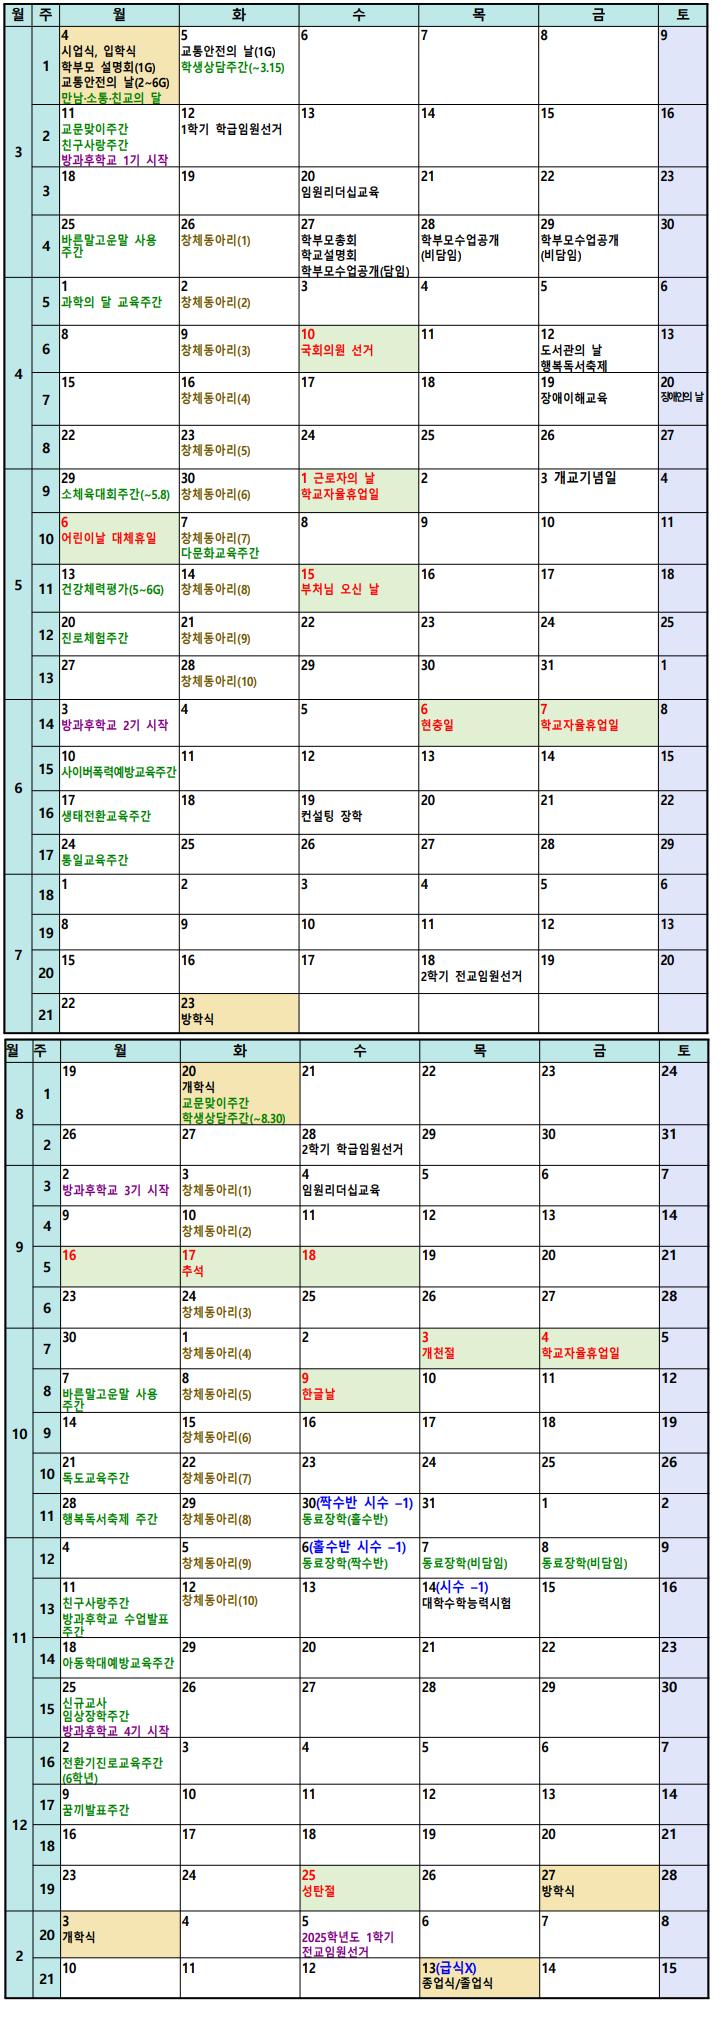 월 주 월 화 수 목 금 토
3
1
4
시업식, 입학식
학부모 설명회(1G)
교통안전의 날(2~6G)
만남·소통·친교의 달
5
교통안전의 날(1G)
학생상담주간(~3.15)
6
7
8
9
2
11
교문맞이주간
친구사랑주간
방과후학교 1기 시작
12
1학기 학급임원선거
13
14
15
16
3
18
19
20
임원리더십교육
21
22
23
4
25
바른말고운말 사용
주간
26
창체동아리(1)
27
학부모총회
학교설명회
학부모수업공개(담임)
28
학부모수업공개
(비담임)
29
학부모수업공개
(비담임)
30
4
5
1
과학의 달 교육주간
2
창체동아리(2)
3
4
5
6
6
8
9
창체동아리(3)
10
국회의원 선거
11
12
도서관의 날
행복독서축제
13
7
15
16
창체동아리(4)
17
18
19
장애이해교육
20
장애인의 날
8
22
23
창체동아리(5)
24
25
26
27
5
9
29
소체육대회주간(~5.8)
30
창체동아리(6)
1 근로자의 날
학교자율휴업일
2
3 개교기념일
4
10
6
어린이날 대체휴일
7
창체동아리(7)
다문화교육주간
8
9
10
11
11
13
건강체력평가(5~6G)
14
창체동아리(8)
15
부처님 오신 날
16
17
18
12
20
진로체험주간
21
창체동아리(9)
22
23
24
25
13
27
28
창체동아리(10)
29
30
31
1
6
14
3
방과후학교 2기 시작
4
5
6
현충일
7
학교자율휴업일
8
15
10
사이버폭력예방교육주간
11
12
13
14
15
16
17
생태전환교육주간
18
19
컨설팅 장학
20
21
22
17
24
통일교육주간
25
26
27
28
29
7
18
1
2
3
4
5
6
19
8
9
10
11
12
13
20
15
16
17
18
2학기 전교임원선거
19
20
21
22
23
방학식
월 주 월 화 수 목 금 토
8
1
19
20
개학식
교문맞이주간
학생상담주간(~8.30)
21
22
23
24
2
26
27
28
2학기 학급임원선거
29
30
31
9
3
2
방과후학교 3기 시작
3
창체동아리(1)
4
임원리더십교육
5
6
7
4
9
10
창체동아리(2)
11
12
13
14
5
16
17
추석
18
19
20
21
6
23
24
창체동아리(3)
25
26
27
28
10
7
30
1
창체동아리(4)
2
3
개천절
4
학교자율휴업일
5
8
7
바른말고운말 사용
주간
8
창체동아리(5)
9
한글날
10
11
12
9
14
15
창체동아리(6)
16
17
18
19
10
21
독도교육주간
22
창체동아리(7)
23
24
25
26
11
28
행복독서축제 주간
29
창체동아리(8)
30(짝수반 시수 –1)
동료장학(홀수반)
31
1
2
11
12
4
5
창체동아리(9)
6(홀수반 시수 –1)
동료장학(짝수반)
7
동료장학(비담임)
8
동료장학(비담임)
9
13
11
친구사랑주간
방과후학교 수업발표
주간
12
창체동아리(10)
13
14(시수 –1)
대학수학능력시험
15
16
14
18
아동학대예방교육주간
29
20
21
22
23
15
25
신규교사
임상장학주간
방과후학교 4기 시작
26
27
28
29
30
12
16
2
전환기진로교육주간
(6학년)
3
4
5
6
7
17
9
꿈끼발표주간
10
11
12
13
14
18
16
17
18
19
20
21
19
23
24
25
성탄절
26
27
방학식
28
2
20
3
개학식
4
5
2025학년도 1학기
전교임원선거
6
7
8
21
10
11
12
13(급식X)
종업식/졸업식
14
15